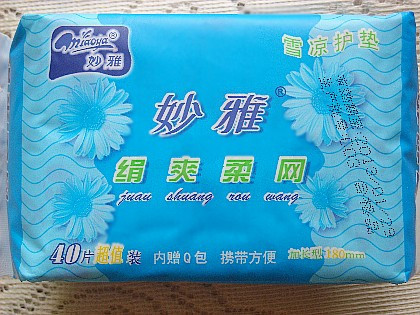 miaoya®
妙雅
雪凉护垫
妙雅®
绢爽柔网
juan shuang rou wang
40片超值装 内赠Q包 携带方便 加长型180mm